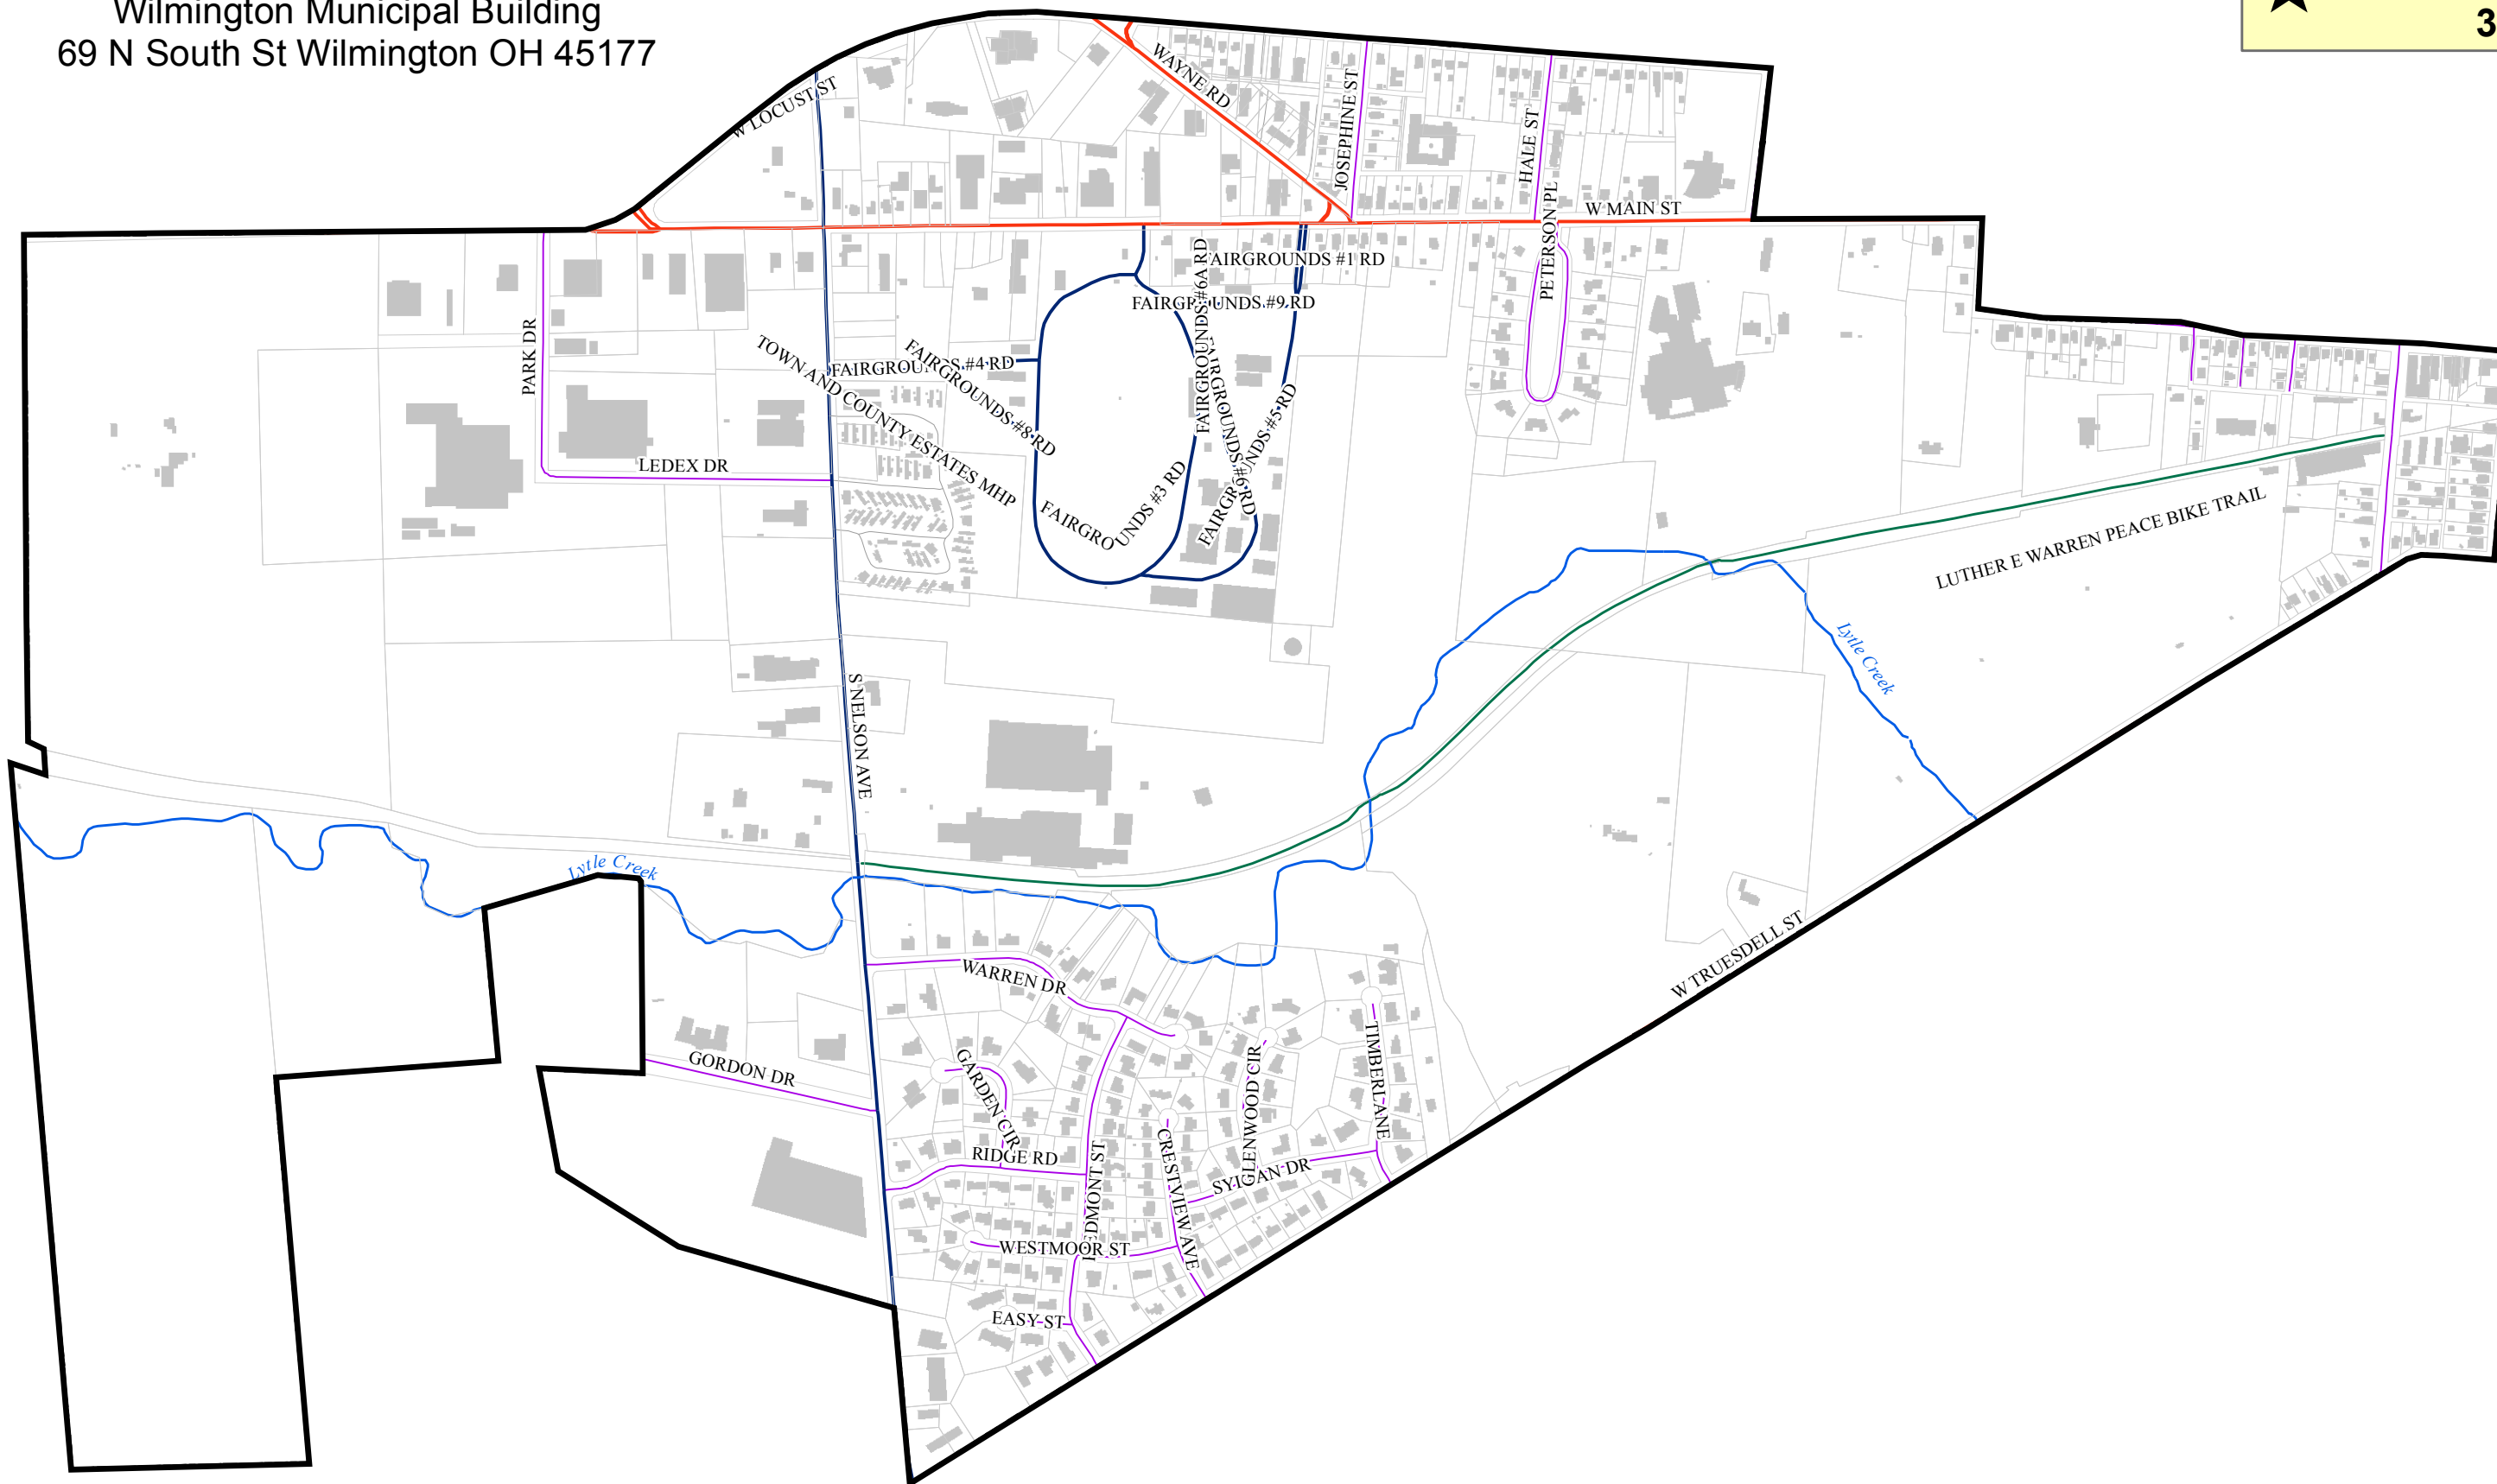 Wilmington Municipal Building
69 N South St Wilmington OH 45177
3
WAYNE RD
W LOCUST ST
JOSEPHINE ST
HALE ST
PETERSON PL
W MAIN ST
FAIRGROUNDS #6A RD
AIRGROUNDS #1 RD
FAIRGROUNDS #9 RD
PARK DR
TOWN AND COUNTY ESTATES MHP
FAIRGROUNDS #4 RD
FAIRGROUNDS #8 RD
FAIRGROUNDS #6 RD
FAIRGROUNDS #5 RD
FAIRGROUNDS #3 RD
LEDEX DR
LUTHER E WARREN PEACE BIKE TRAIL
Lytle Creek
S NELSON AVE
Lytle Creek
W TRUESDELL ST
WARREN DR
GORDON DR
GARDEN CIR
GLENWOOD CIR
TIMBERLANE
RIDGE RD
PIEDMONT ST
CRESTVIEW AVE
SYLGAN DR
WESTMOOR ST
EASY ST